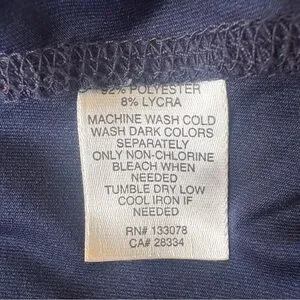 92% POLYESTER
8% LYCRA
MACHINE WASH COLD
WASH DARK COLORS
SEPARATELY
ONLY NON-CHLORINE
BLEACH WHEN
NEEDED
TUMBLE DRY LOW
COOL IRON IF
NEEDED
RN# 133078
CA# 28334